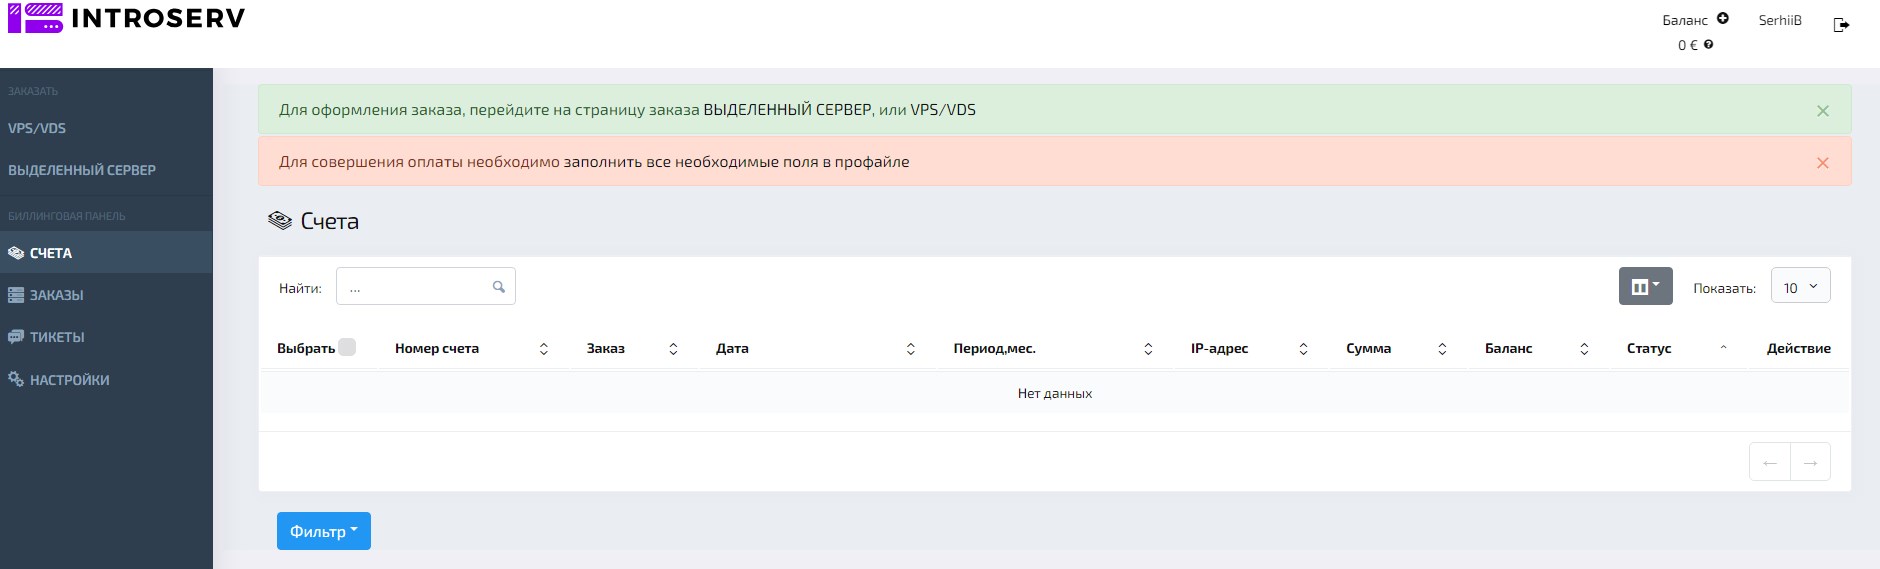 INTROSERV
Баланс
SerhiiB
0 €
ЗАКАЗАТЬ
VPS/VDS
ВЫДЕЛЕННЫЙ СЕРВЕР
БИЛЛИНГОВАЯ ПАНЕЛЬ
СЧЕТА
ЗАКАЗЫ
ТИКЕТЫ
НАСТРОЙКИ
Для оформления заказа, перейдите на страницу заказа ВЫДЕЛЕННЫЙ СЕРВЕР, или VPS/VDS
Для совершения оплаты необходимо заполнить все необходимые поля в профайле
Счета
Найти: ...
Показать: 10
Выбрать Номер счета Заказ Дата Период,мес. IP-адрес Сумма Баланс Статус Действие
Нет данных
← →
Фильтр